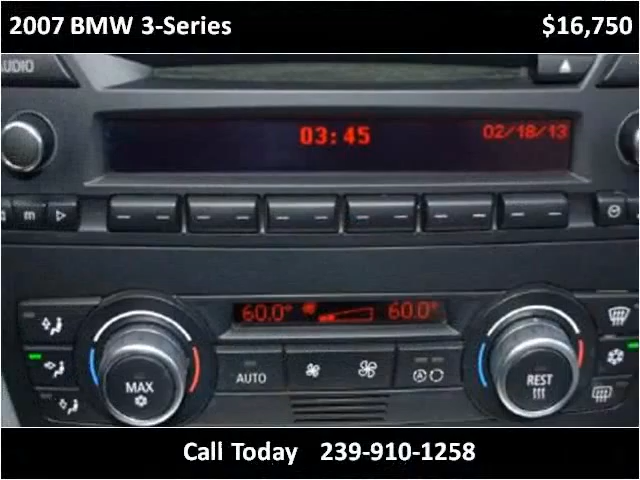 2007 BMW 3-Series $16,750
AUDIO
03:45 02/18/13
m
60.0° 60.0°
MAX AUTO A REST
Call Today 239-910-1258